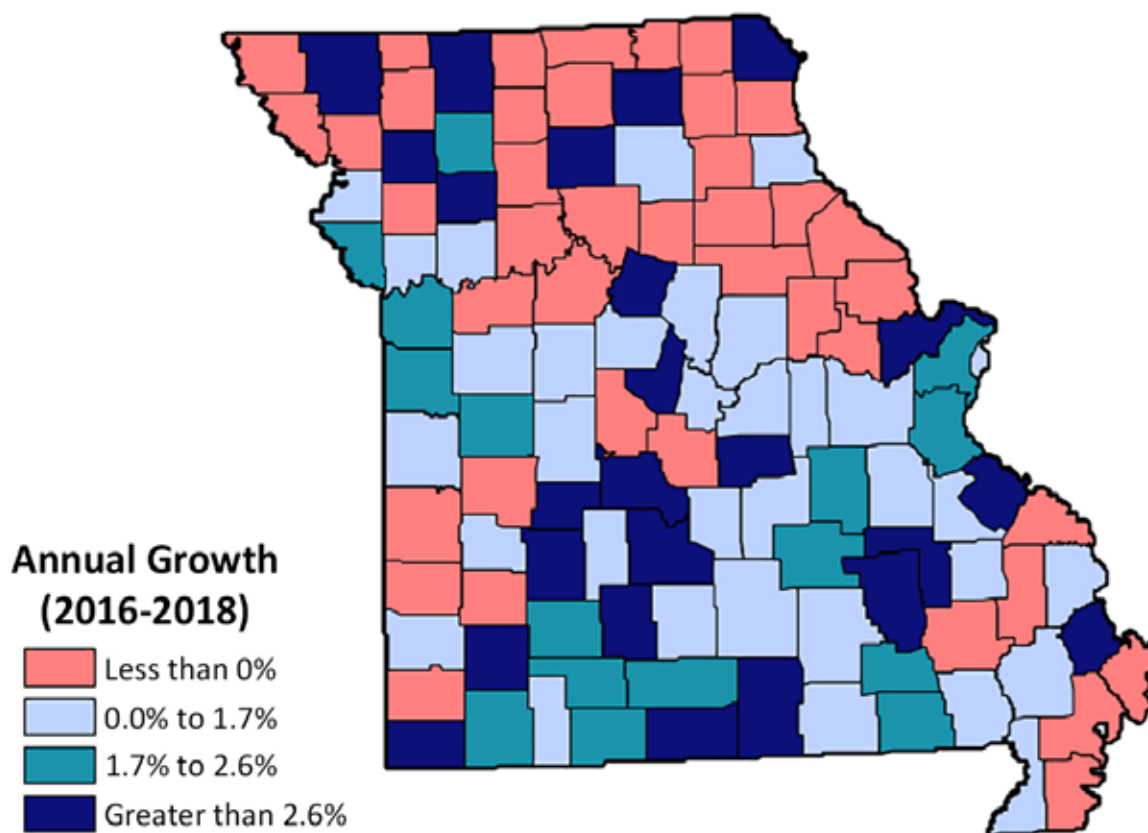 Annual Growth
(2016-2018)
Less than 0%
0.0% to 1.7%
1.7% to 2.6%
Greater than 2.6%